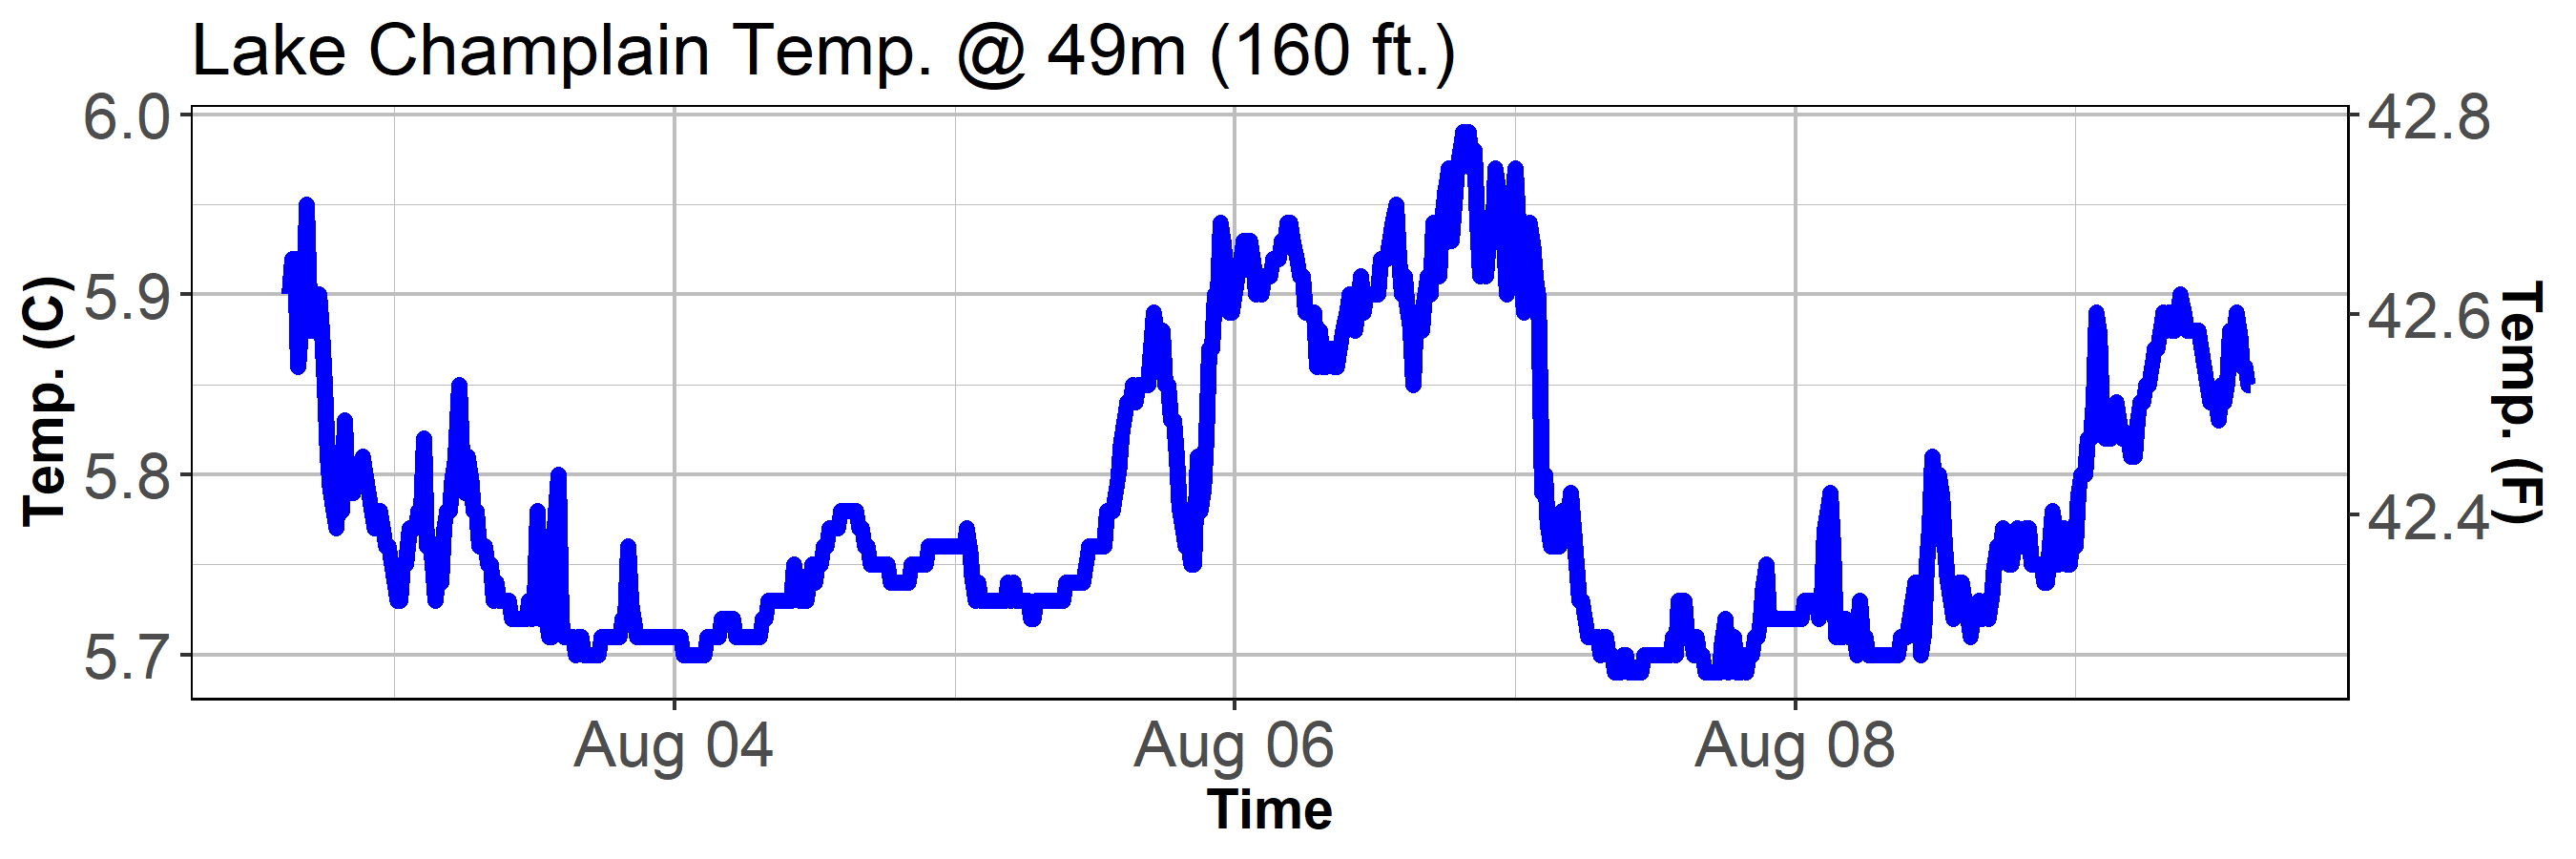 Lake Champlain Temp. @ 49m (160 ft.)
6.0
5.9
5.8
5.7
Temp. (C)
42.8
42.6
42.4
Temp. (F)
Aug 04 Aug 06 Aug 08
Time